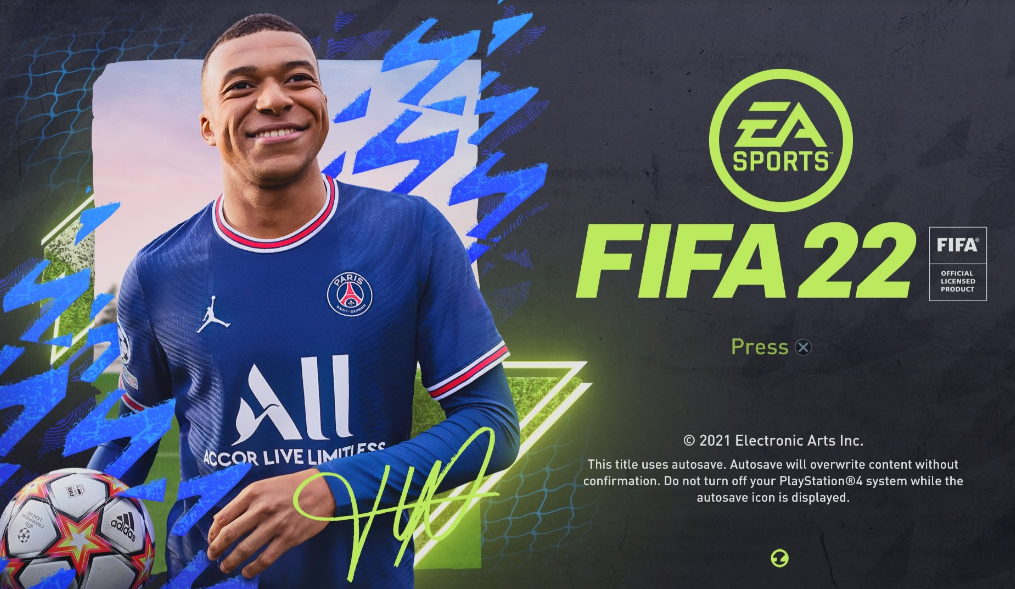 PARIS
All
ACCOR LIVE LIMITLESS
adidas
EA
SPORTS™
FIFA 22
FIFA®
OFFICIAL
LICENSED
PRODUCT
Press
© 2021 Electronic Arts Inc.
This title uses autosave. Autosave will overwrite content without
confirmation. Do not turn off your PlayStation®4 system while the
autosave icon is displayed.